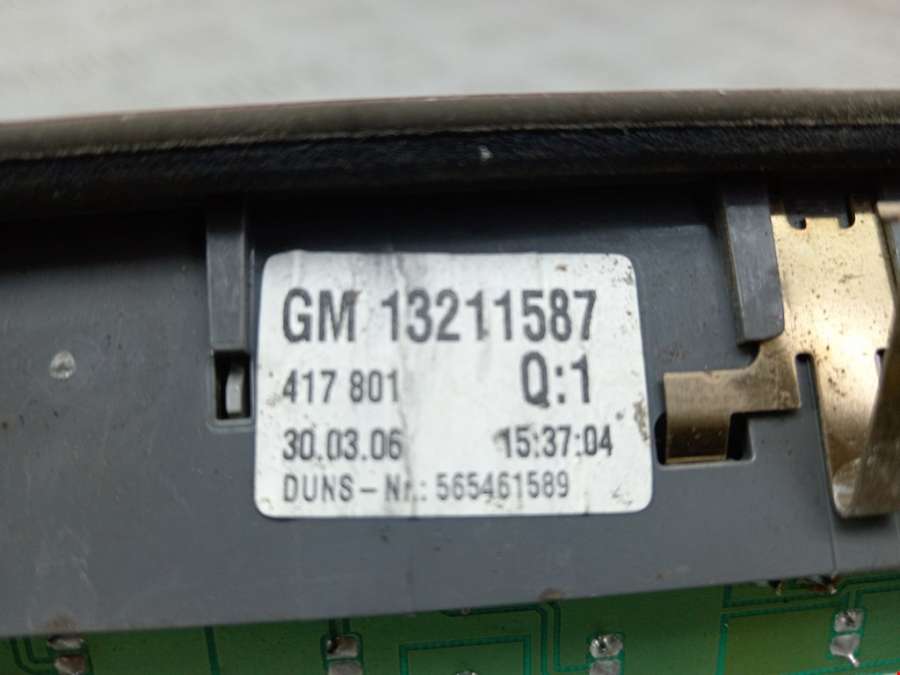 GM 13211587
417 801 Q:1
30.03.06 15:37:04
DUNS - Nr.: 565461589